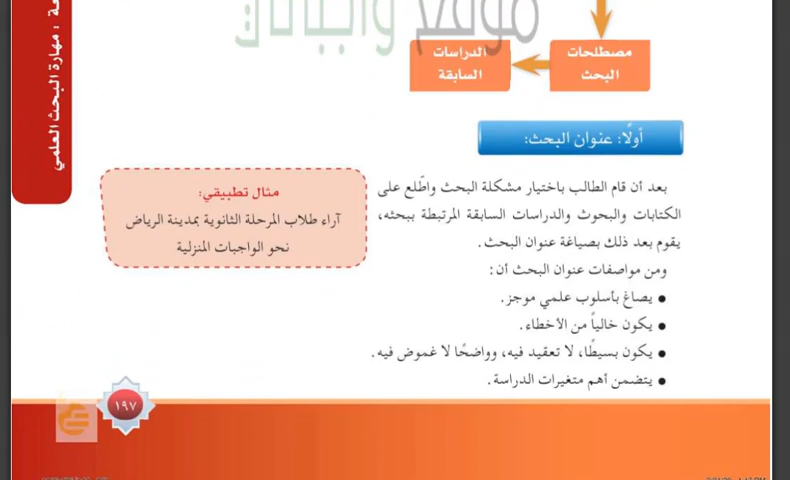 موقع واجباتك
مصطلحات البحث
الدراسات السابقة
مهارة البحث العلمي
أولًا: عنوان البحث:
بعد أن قام الطالب باختيار مشكلة البحث واطّلع على
الكتابات والبحوث والدراسات السابقة المرتبطة ببحثه،
يقوم بعد ذلك بصياغة عنوان البحث.
ومن مواصفات عنوان البحث أن:
● يصاغ بأسلوب علمي موجز.
● يكون خالياً من الأخطاء.
● يكون بسيطًا، لا تعقيد فيه، وواضحًا لا غموض فيه.
● يتضمن أهم متغيرات الدراسة.
مثال تطبيقي:
آراء طلاب المرحلة الثانوية بمدينة الرياض
نحو الواجبات المنزلية
١٩٧